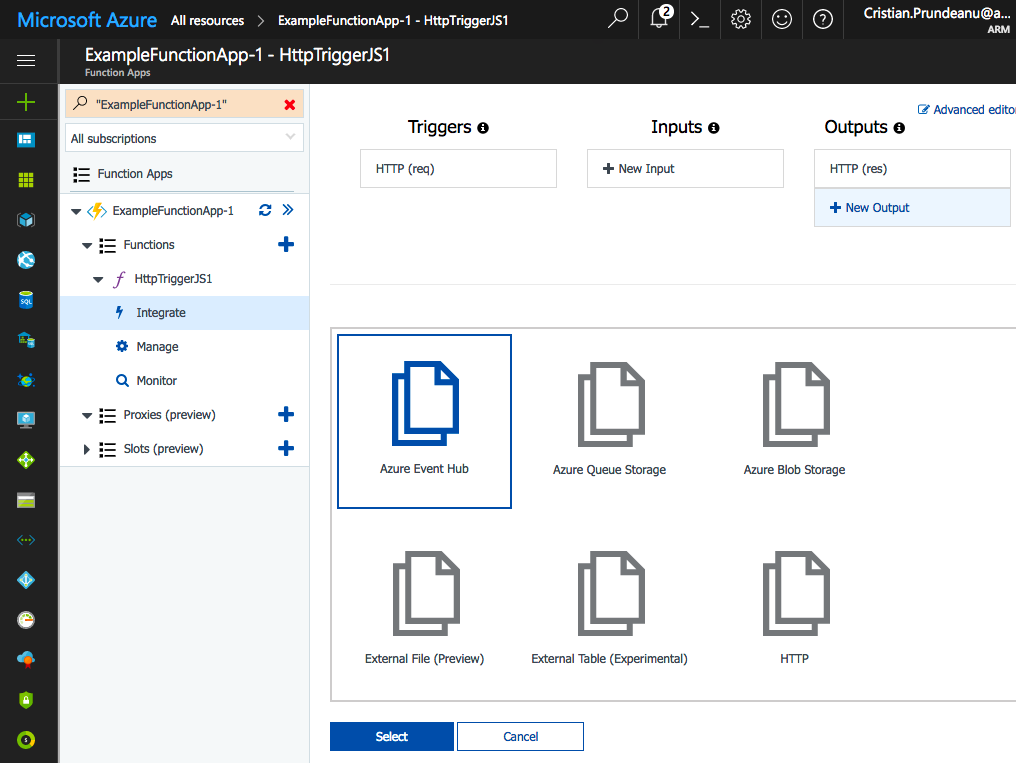 Microsoft Azure All resources > ExampleFunctionApp-1 - HttpTriggerJS1
2
Cristian.Prundeanu@a...
ARM
ExampleFunctionApp-1 - HttpTriggerJS1
Function Apps
"ExampleFunctionApp-1"
All subscriptions
Function Apps
ExampleFunctionApp-1
Functions
HttpTriggerJS1
Integrate
Manage
Monitor
Proxies (preview)
Slots (preview)
SQL
Advanced edito
Triggers
HTTP (req)
Inputs
+ New Input
Outputs
HTTP (res)
+ New Output
Azure Event Hub
Azure Queue Storage
Azure Blob Storage
External File (Preview)
External Table (Experimental)
HTTP
Select
Cancel